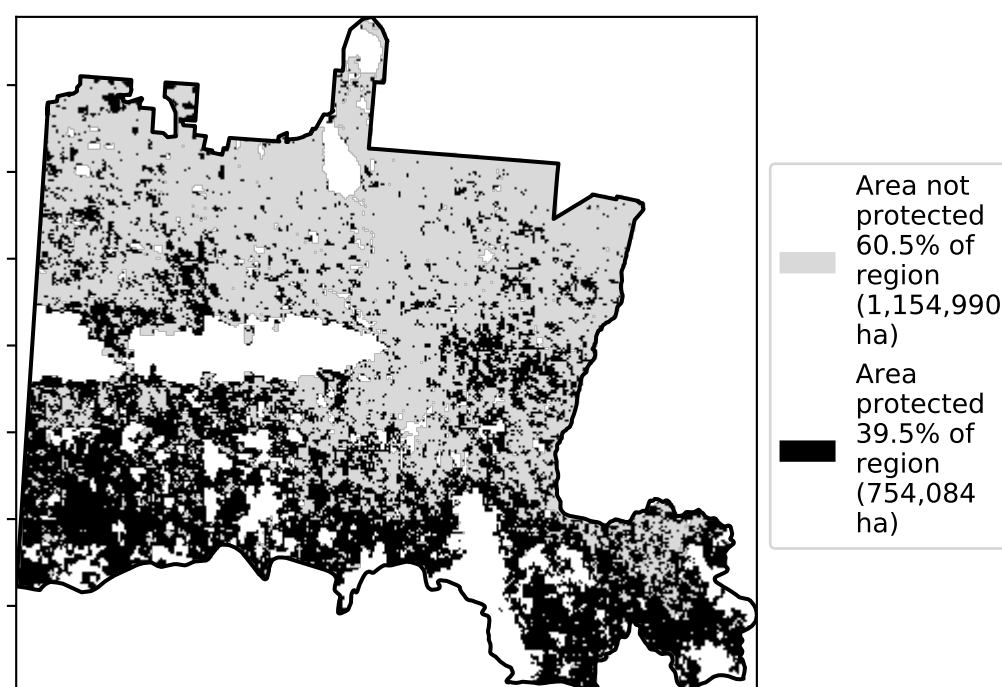 Area not
protected
60.5% of
region
(1,154,990
ha)
Area
protected
39.5% of
region
(754,084
ha)